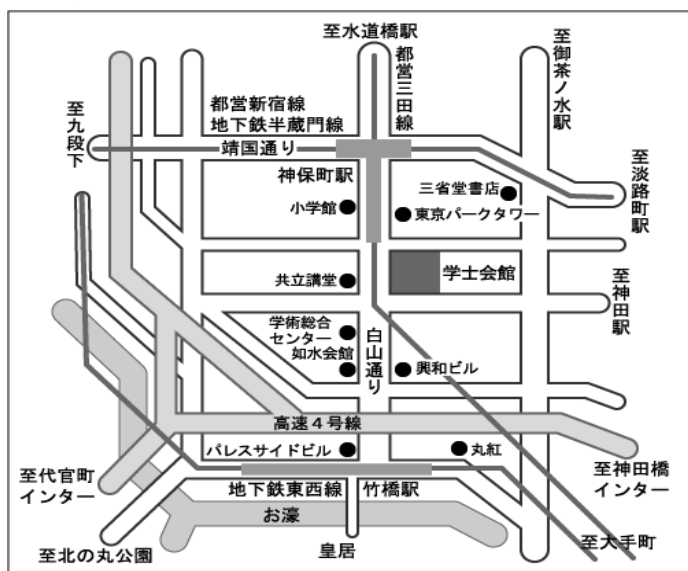 至水道橋駅
至御茶ノ水駅
都営三田線
至九段下
都営新宿線
地下鉄半蔵門線
靖国通り
神保町駅
三省堂書店
至淡路町駅
小学館
東京パークタワー
共立講堂
学士会館
至神田駅
学術総合
センター
如水会館
白山通り
興和ビル
高速4号線
パレスサイドビル
丸紅
至代官町
インター
地下鉄東西線
竹橋駅
至神田橋
インター
お濠
至北の丸公園
皇居
至大手町